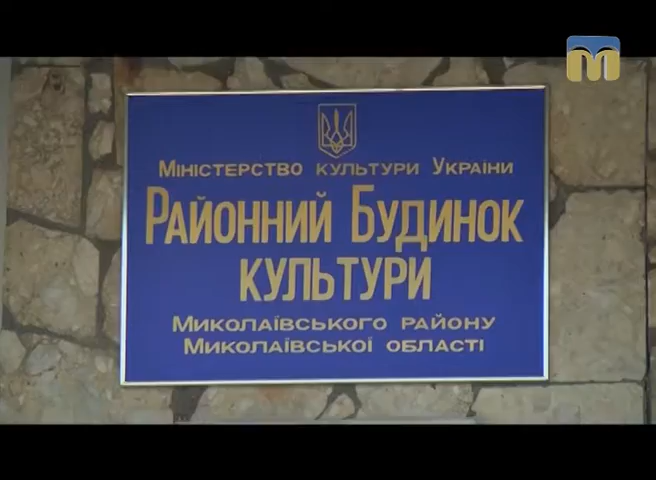 Міністерство культури України
Районний Будинок
культури
Миколаївського району
Миколаївської області